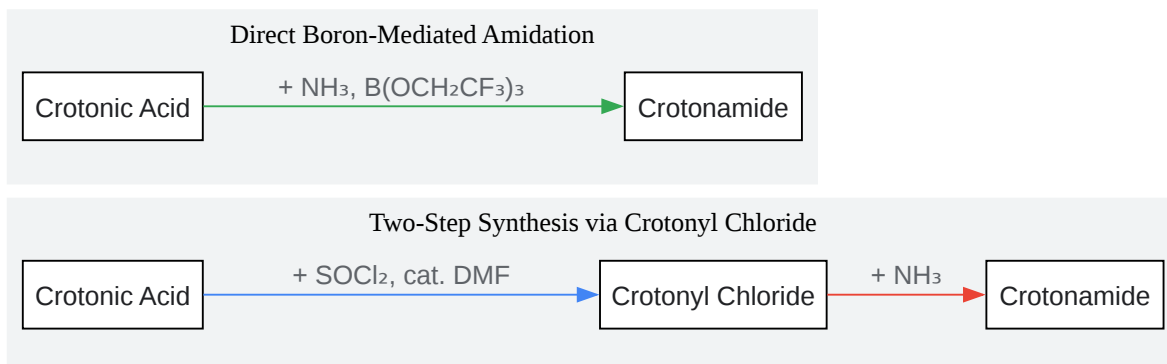 Direct Boron-Mediated Amidation
+ NH₃, B(OCH₂CF₃)₃
Crotonic Acid
Crotonamide
Two-Step Synthesis via Crotonyl Chloride
+ SOCl₂, cat. DMF
+ NH₃
Crotonic Acid
Crotonyl Chloride
Crotonamide